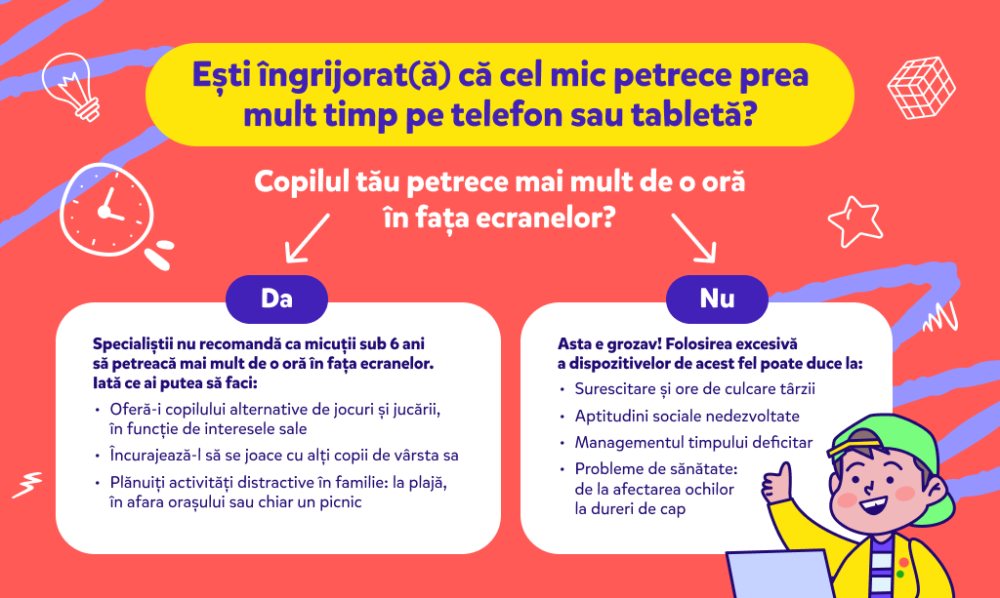 Ești îngrijorat(ă) că cel mic petrece prea
mult timp pe telefon sau tabletă?
Copilul tău petrece mai mult de o oră
în fața ecranelor?
Da
Specialiștii nu recomandă ca micuții sub 6 ani
să petreacă mai mult de o oră în fața ecranelor.
Iată ce ai putea să faci:
• Oferă-i copilului alternative de jocuri și jucării,
în funcție de interesele sale
• Încurajează-l să se joace cu alți copii de vârsta sa
• Plănuiți activități distractive în familie: la plajă,
în afara orașului sau chiar un picnic
Nu
Asta e grozav! Folosirea excesivă
a dispozitivelor de acest fel poate duce la:
• Surescitare și ore de culcare târzii
• Aptitudini sociale nedezvoltate
• Managementul timpului deficitar
• Probleme de sănătate:
de la afectarea ochilor
la dureri de cap